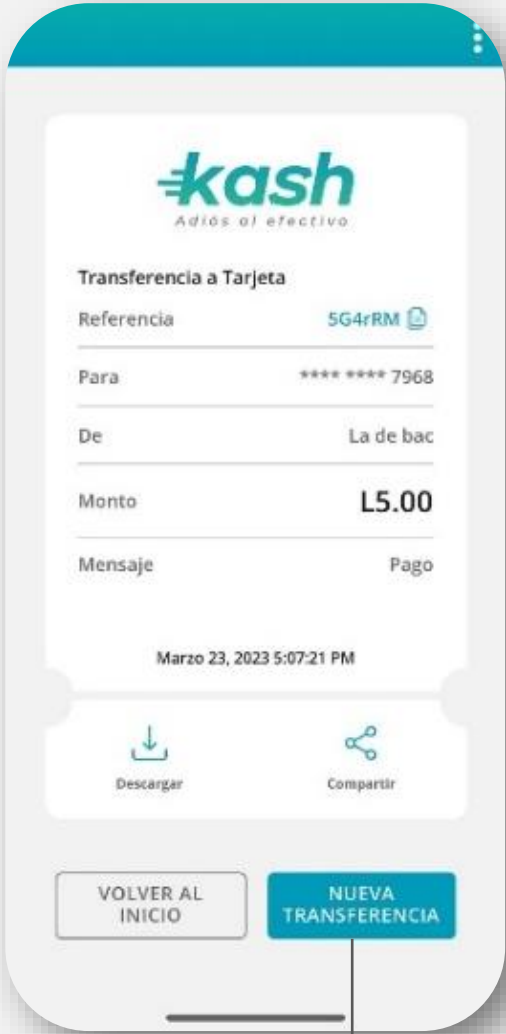 kash
Adiós al efectivo
Transferencia a Tarjeta
Referencia 5G4rRM
Para **** **** 7968
De La de bac
Monto L5.00
Mensaje Pago
Marzo 23, 2023 5:07:21 PM
Descargar Compartir
VOLVER AL
INICIO
NUEVA
TRANSFERENCIA